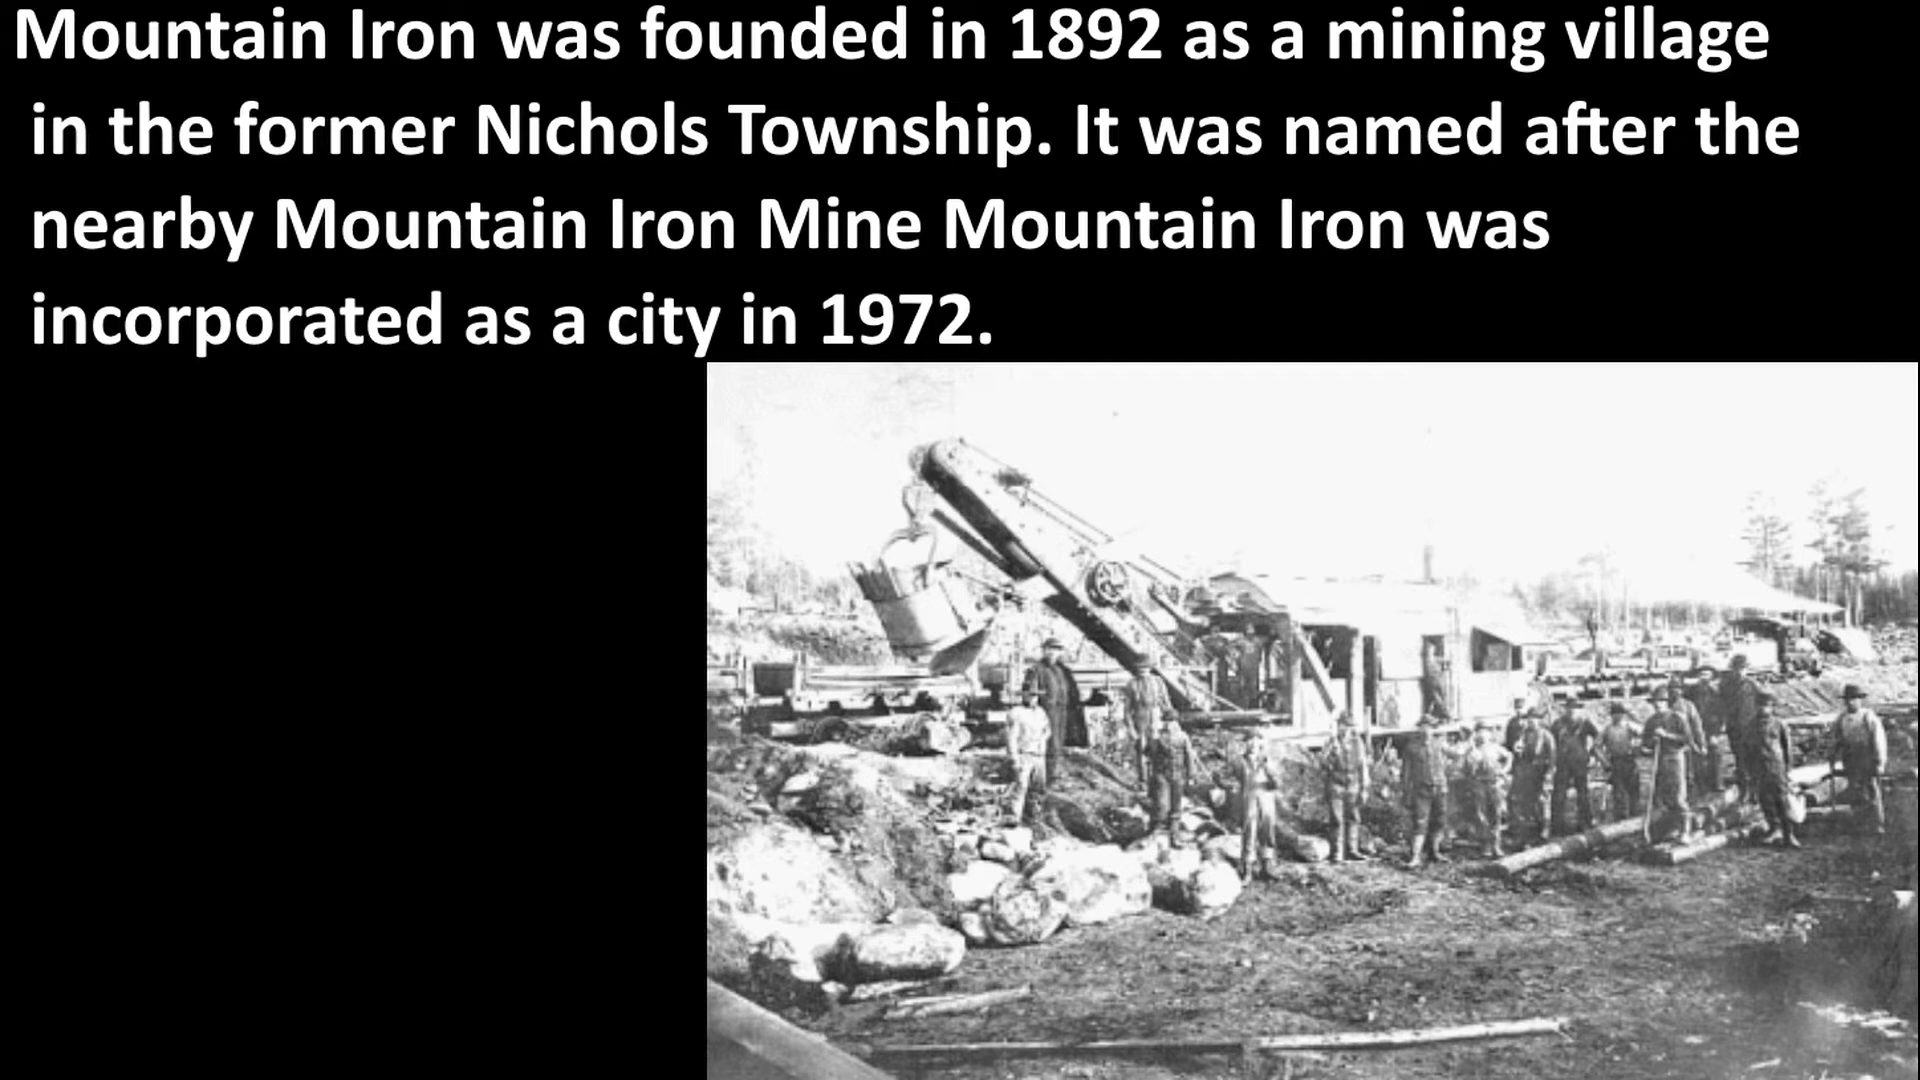 Mountain Iron was founded in 1892 as a mining village
in the former Nichols Township. It was named after the
nearby Mountain Iron Mine Mountain Iron was
incorporated as a city in 1972.